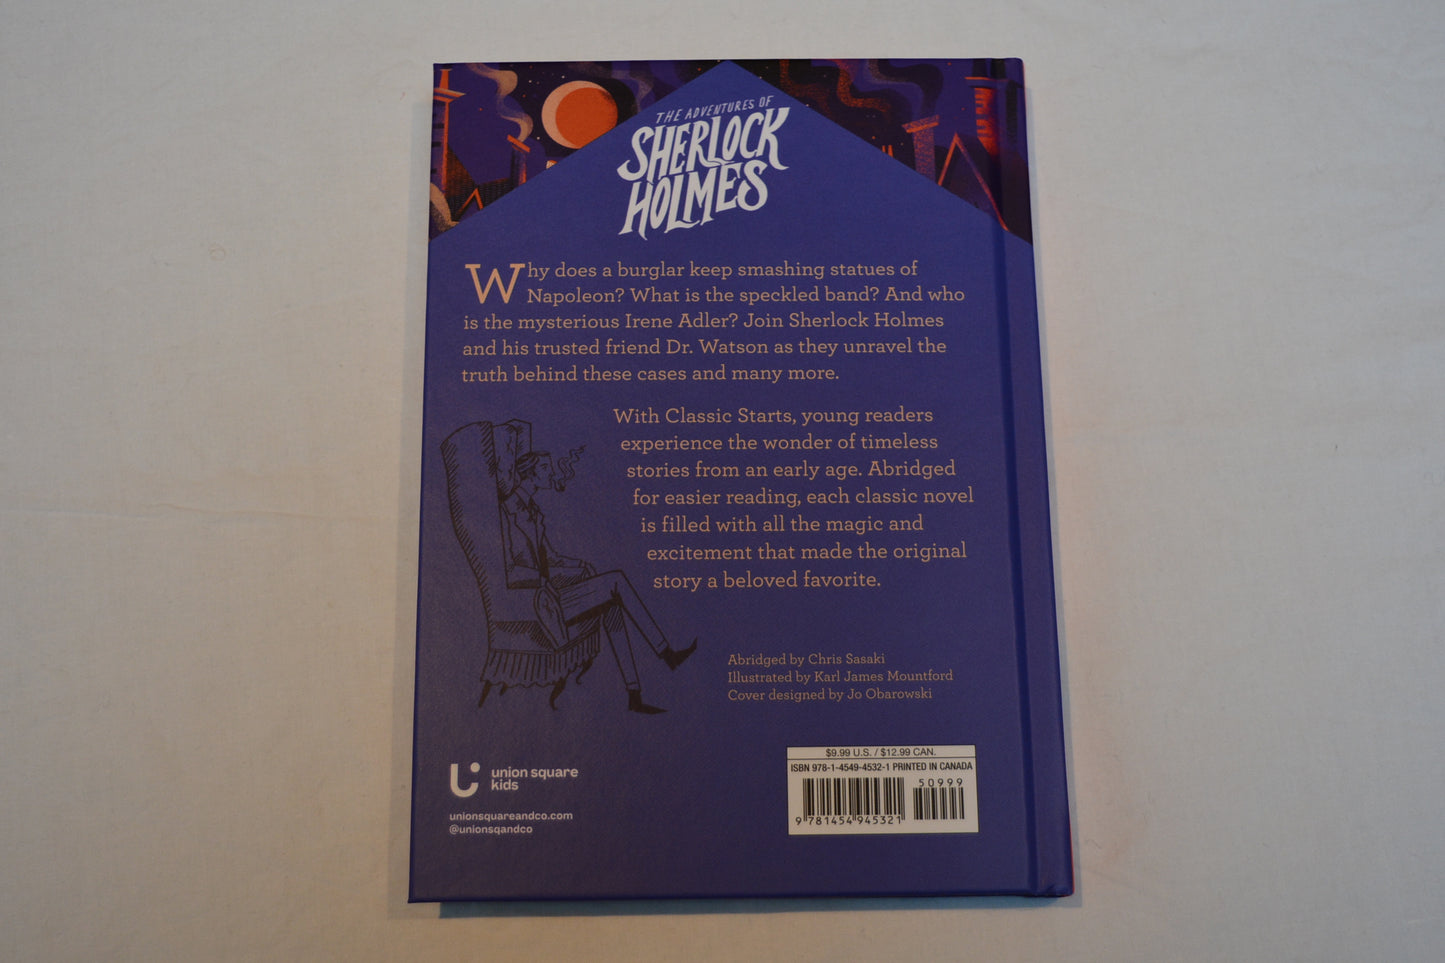 THE ADVENTURES OF
SHERLOCK
HOLMES
Why does a burglar keep smashing statues of
Napoleon? What is the speckled band? And who
is the mysterious Irene Adler? Join Sherlock Holmes
and his trusted friend Dr. Watson as they unravel the
truth behind these cases and many more.
With Classic Starts, young readers
experience the wonder of timeless
stories from an early age. Abridged
for easier reading, each classic novel
is filled with all the magic and
excitement that made the original
story a beloved favorite.
Abridged by Chris Sasaki
Illustrated by Karl James Mountford
Cover designed by Jo Obarowski
union square
kids
unionsquareandco.com
@unionsqandco
$9.99 U.S. / $12.99 CAN.
ISBN 978-1-4549-4532-1 PRINTED IN CANADA
50999
9 781454 945321